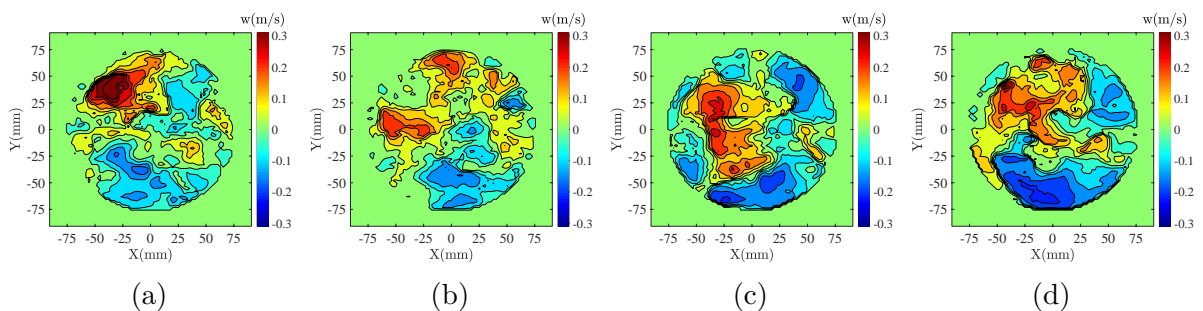 w(m/s) w(m/s) w(m/s) w(m/s)
75 0.3 75 0.3 75 0.3 75 0.3
50 0.2 50 0.2 50 0.2 50 0.2
25 0.1 25 0.1 25 0.1 25 0.1
Y(mm) 0 0 Y(mm) 0 0 Y(mm) 0 0 Y(mm) 0 0
-25 -0.1 -25 -0.1 -25 -0.1 -25 -0.1
-50 -0.2 -50 -0.2 -50 -0.2 -50 -0.2
-75 -0.3 -75 -0.3 -75 -0.3 -75 -0.3
-75 -50 -25 0 25 50 75 -75 -50 -25 0 25 50 75 -75 -50 -25 0 25 50 75 -75 -50 -25 0 25 50 75
X(mm) X(mm) X(mm) X(mm)
(a) (b) (c) (d)